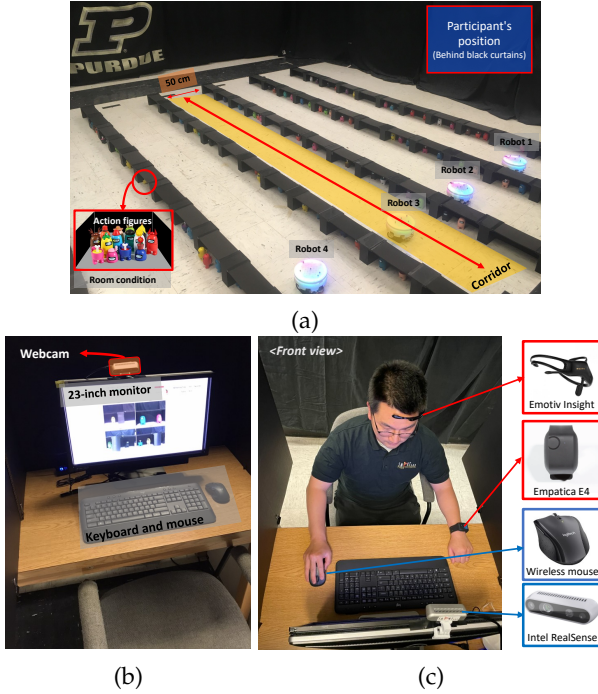 P
PURDUE
Participant's
position
(Behind black curtains)
50 cm
Robot 1
Robot 2
Robot 3
Robot 4
Action figures
Room condition
Corridor
(a)
Webcam
23-inch monitor
Keyboard and mouse
(b)
<Front view>
Emotiv Insight
Empatica E4
Wireless mouse
Intel RealSense
(c)